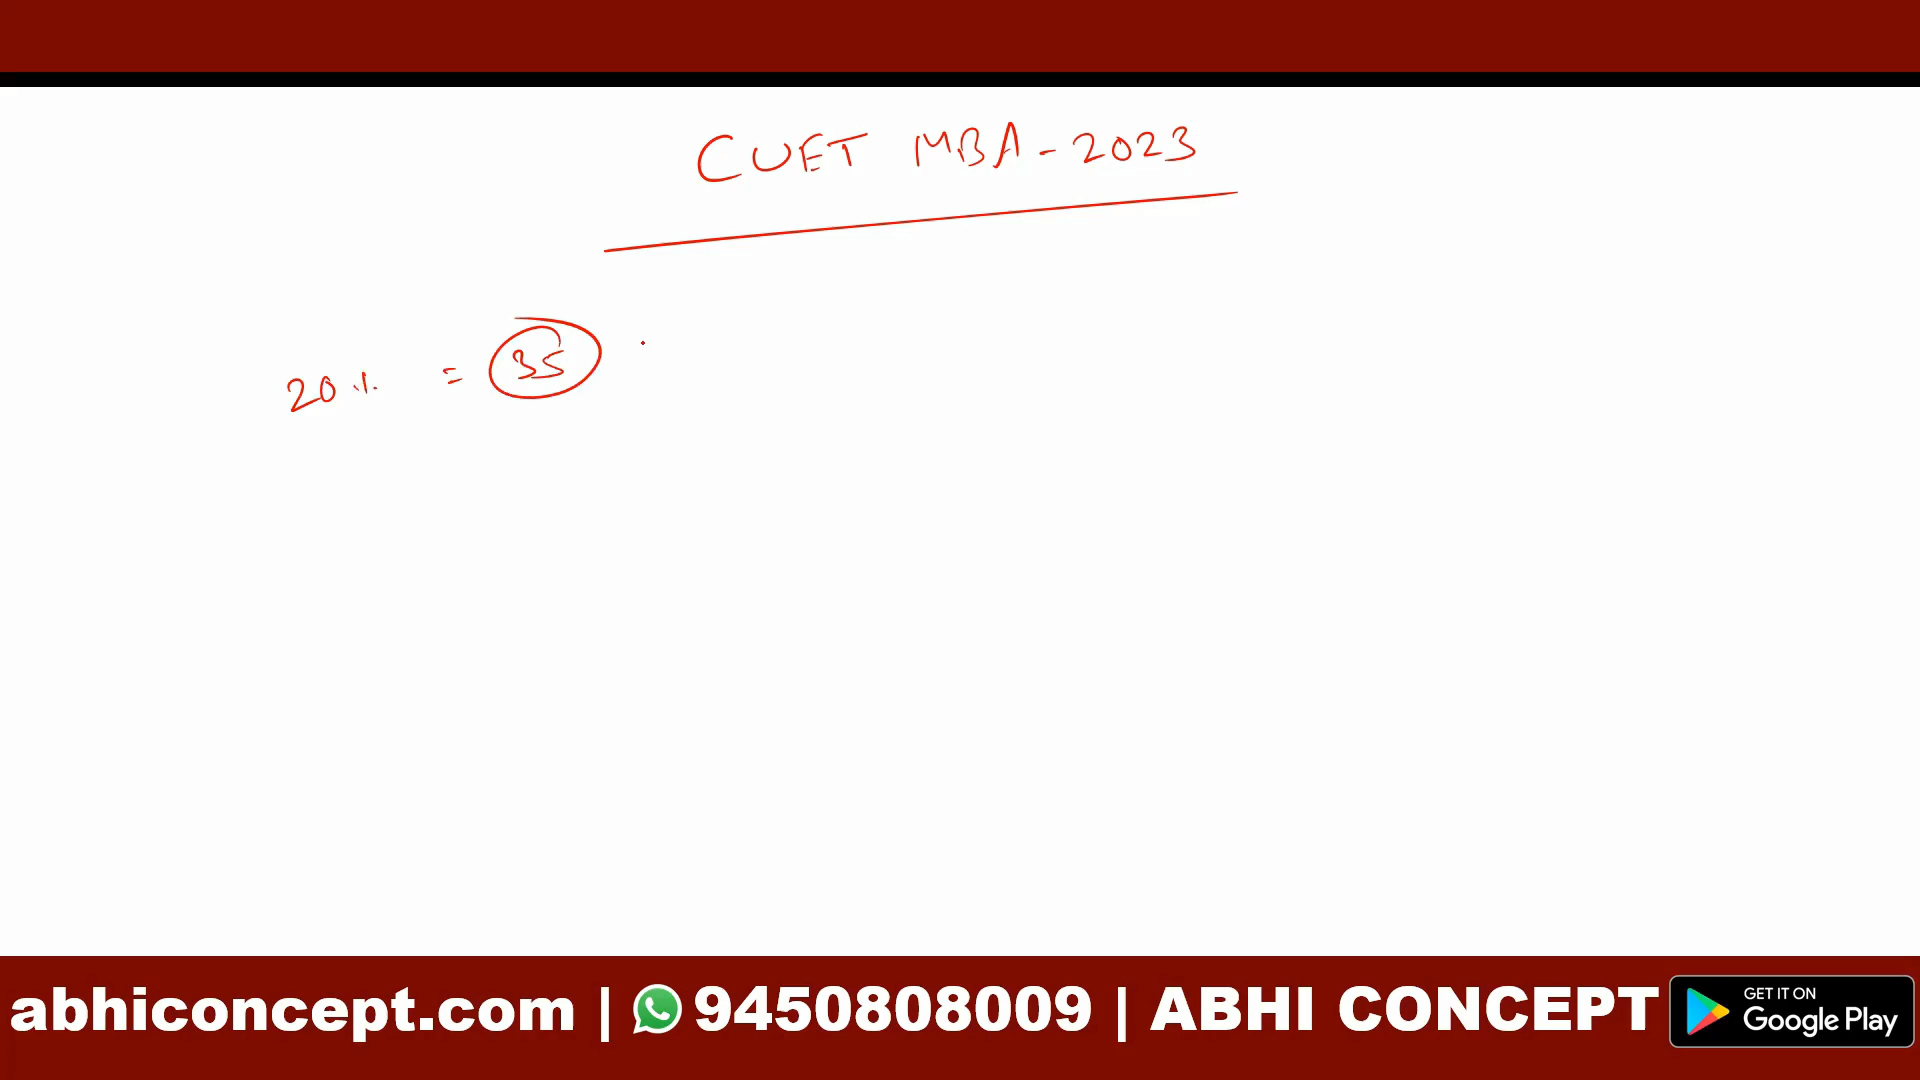 CUET MBA-2023
20% = 35
abhiconcept.com | 9450808009 | ABHI CONCEPT
GET IT ON
Google Play